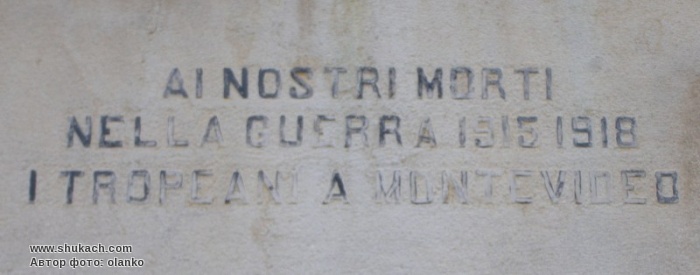 AI NOSTRI MORTI
NELLA GUERRA 1915 1918
I TROPEANI A MONTEVIDEO
www.shukach.com
Автор фото: olanko